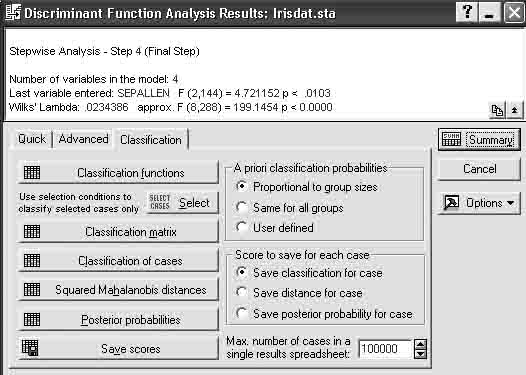 Discriminant Function Analysis Results: Irisdat.sta
Stepwise Analysis - Step 4 (Final Step)
Number of variables in the model: 4
Last variable entered: SEPALLEN F (2,144) = 4.721152 p < .0103
Wilks' Lambda: .0234386 approx. F (8,288) = 199.1454 p < 0.0000
Quick Advanced Classification
Classification functions
Use selection conditions to
classify selected cases only
SELECT
CASES
Select
Classification matrix
Classification of cases
Squared Mahalanobis distances
Posterior probabilities
Save scores
A priori classification probabilities
Proportional to group sizes
Same for all groups
User defined
Score to save for each case
Save classification for case
Save distance for case
Save posterior probability for case
Max. number of cases in a
single results spreadsheet:
100000
Summary
Cancel
Options